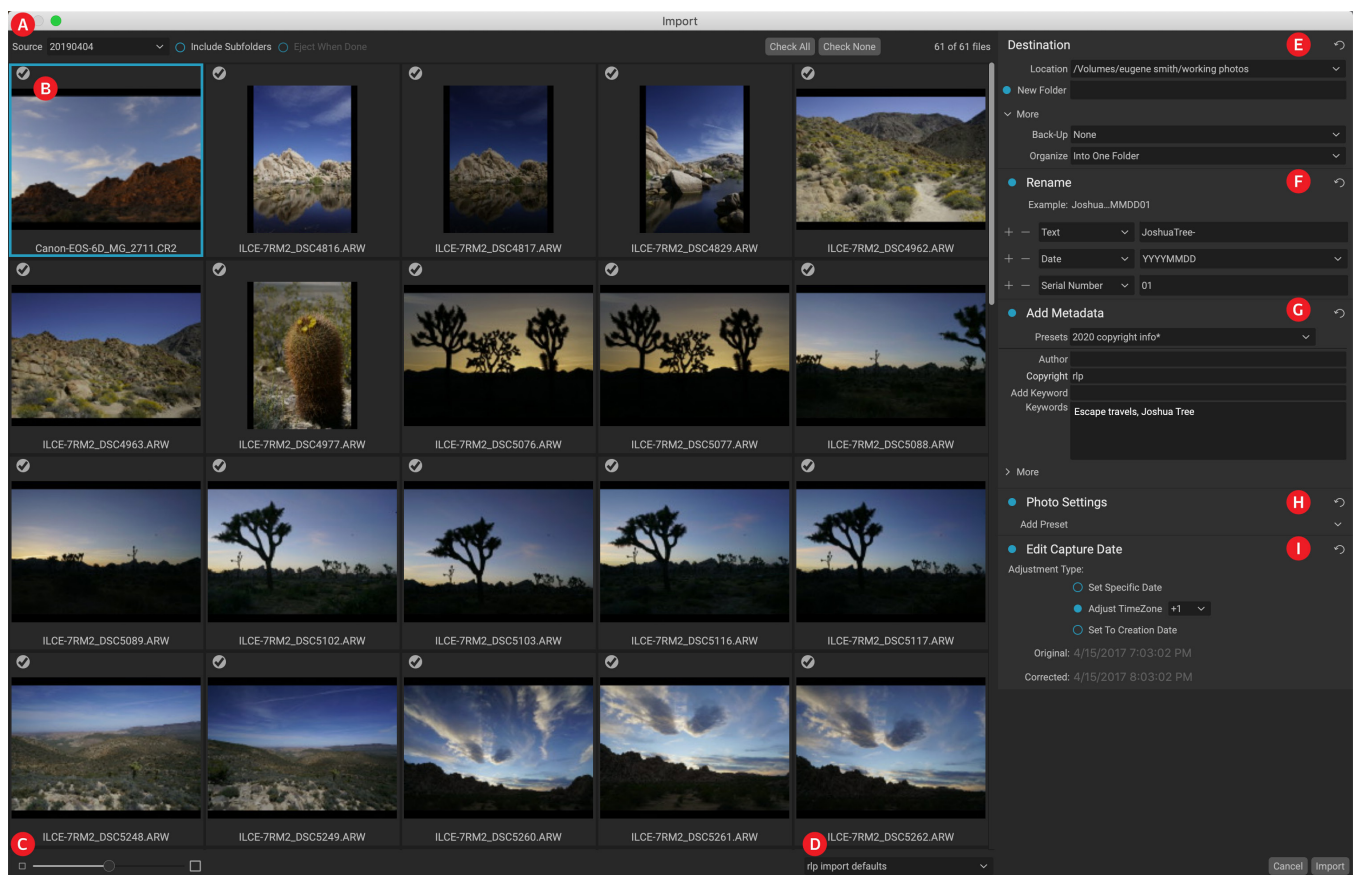 Import
A
Source 20190404 Include Subfolders Eject When Done Check All Check None 61 of 61 files
B
Canon-EOS-6D_MG_2711.CR2 ILCE-7RM2_DSC4816.ARW ILCE-7RM2_DSC4817.ARW ILCE-7RM2_DSC4829.ARW ILCE-7RM2_DSC4962.ARW
ILCE-7RM2_DSC4963.ARW ILCE-7RM2_DSC4977.ARW ILCE-7RM2_DSC5076.ARW ILCE-7RM2_DSC5077.ARW ILCE-7RM2_DSC5088.ARW
ILCE-7RM2_DSC5089.ARW ILCE-7RM2_DSC5102.ARW ILCE-7RM2_DSC5103.ARW ILCE-7RM2_DSC5116.ARW ILCE-7RM2_DSC5117.ARW
ILCE-7RM2_DSC5248.ARW ILCE-7RM2_DSC5249.ARW ILCE-7RM2_DSC5260.ARW ILCE-7RM2_DSC5261.ARW ILCE-7RM2_DSC5262.ARW
C
D
rlp import defaults
Destination E
Location /Volumes/eugene smith/working photos
New Folder
More
Back-Up None
Organize Into One Folder
Rename F
Example: Joshua...MMDD01
+ − Text JoshuaTree-
+ − Date YYYYMMDD
+ − Serial Number 01
Add Metadata G
Presets 2020 copyright info*
Author
Copyright rlp
Add Keyword
Keywords Escape travels, Joshua Tree
More
Photo Settings H
Add Preset
Edit Capture Date I
Adjustment Type:
Set Specific Date
Adjust TimeZone +1
Set To Creation Date
Original: 4/15/2017 7:03:02 PM
Corrected: 4/15/2017 8:03:02 PM
Cancel Import